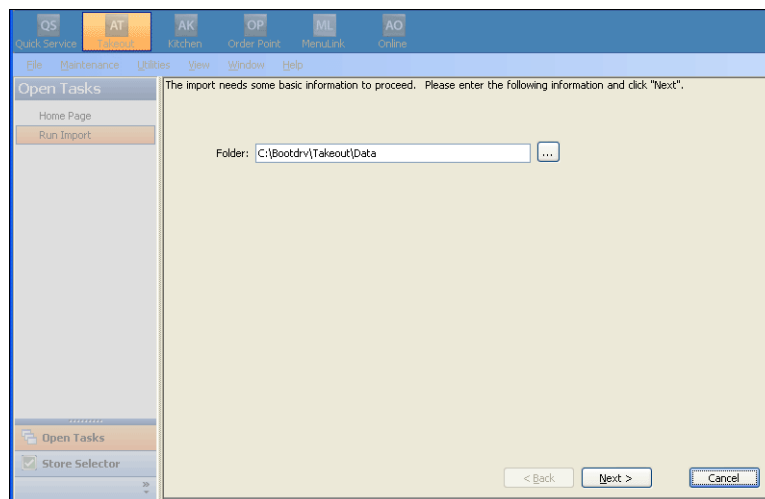 QS AT AK OP ML AO
Quick Service Takeout Kitchen Order Point MenuLink Online
File Maintenance Utilities View Window Help
Open Tasks
The import needs some basic information to proceed. Please enter the following information and click "Next".
Home Page
Run Import
Folder: C:\Bootdrv\Takeout\Data ...
Open Tasks
Store Selector
< Back Next > Cancel
»